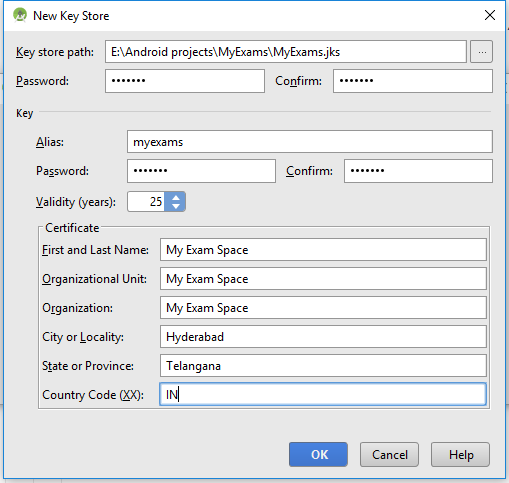 New Key Store
Key store path: E:\Android projects\MyExams\MyExams.jks ...
Password: ••••••• Confirm: •••••••
Key
Alias: myexams
Password: ••••••• Confirm: •••••••
Validity (years): 25
Certificate
First and Last Name: My Exam Space
Organizational Unit: My Exam Space
Organization: My Exam Space
City or Locality: Hyderabad
State or Province: Telangana
Country Code (XX): IN
OK Cancel Help